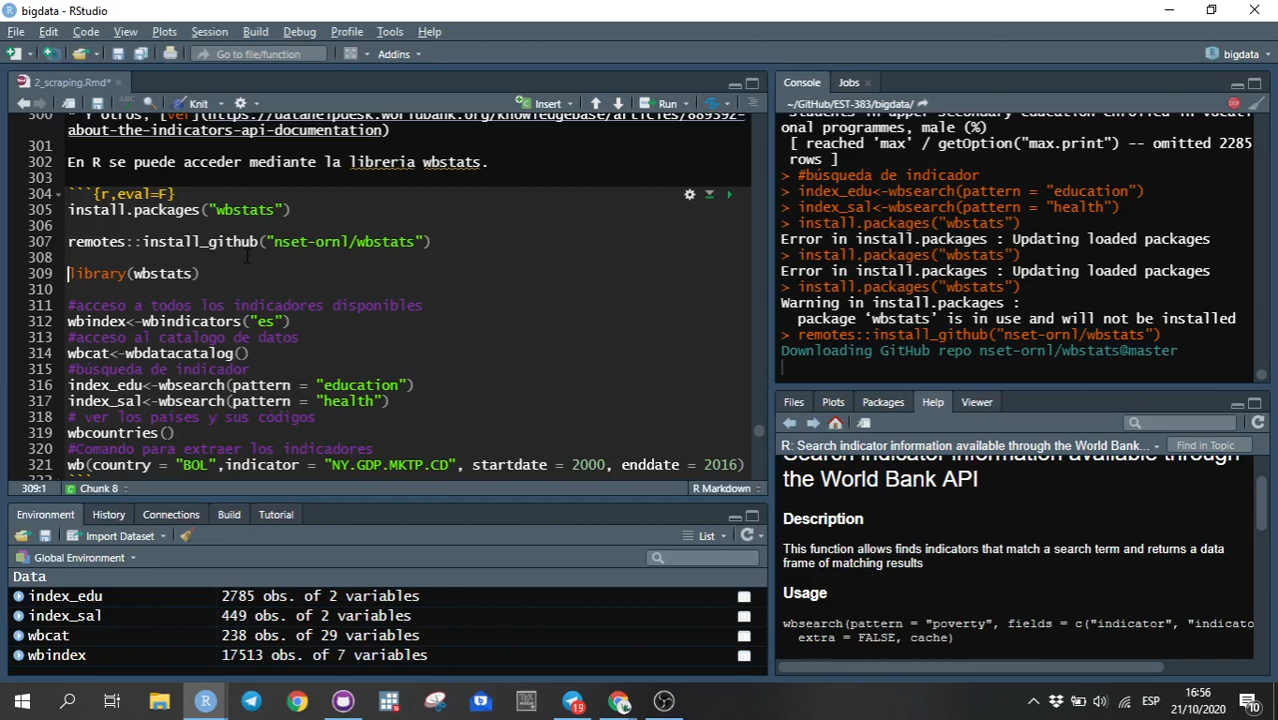 bigdata - RStudio
File Edit Code View Plots Session Build Debug Profile Tools Help
Go to file/function Addins bigdata
2_scraping.Rmd*
Knit Insert Run
300 * Y otros, [ver](https://datahelpdesk.worldbank.org/knowledgebase/articles/889392-
about-the-indicators-api-documentation)
301
302 En R se puede acceder mediante la libreria wbstats.
303
304 ```{r,eval=F}
305 install.packages("wbstats")
306
307 remotes::install_github("nset-ornl/wbstats")
308
309 library(wbstats)
310
311 #acceso a todos los indicadores disponibles
312 wbindex<-wbindicators("es")
313 #acceso al catalogo de datos
314 wbcat<-wbdatacatalog()
315 #búsqueda de indicador
316 index_edu<-wbsearch(pattern = "education")
317 index_sal<-wbsearch(pattern = "health")
318 # ver los países y sus códigos
319 wbcountries()
320 #Comando para extraer los indicadores
321 wb(country = "BOL",indicator = "NY.GDP.MKTP.CD", startdate = 2000, enddate = 2016)
322 ```
309:1 Chunk 8 R Markdown
Environment History Connections Build Tutorial
Import Dataset List
Global Environment
Data
index_edu 2785 obs. of 2 variables
index_sal 449 obs. of 2 variables
wbcat 238 obs. of 29 variables
wbindex 17513 obs. of 7 variables
Console Jobs
~/GitHub/EST-383/bigdata/
Students in upper secondary education enrolled in vocat
ional programmes, male (%)
[ reached 'max' / getOption("max.print") -- omitted 2285
rows ]
> #búsqueda de indicador
> index_edu<-wbsearch(pattern = "education")
> index_sal<-wbsearch(pattern = "health")
> install.packages("wbstats")
Error in install.packages : Updating loaded packages
> install.packages("wbstats")
Error in install.packages : Updating loaded packages
> install.packages("wbstats")
Warning in install.packages :
package ‘wbstats’ is in use and will not be installed
> remotes::install_github("nset-ornl/wbstats")
Downloading GitHub repo nset-ornl/wbstats@master
Files Plots Packages Help Viewer
R: Search indicator information available through the World Bank... Find in Topic
Search indicator information available through
the World Bank API
Description
This function allows finds indicators that match a search term and returns a data
frame of matching results
Usage
wbsearch(pattern = "poverty", fields = c("indicator", "indicato
extra = FALSE, cache)
19
ESP
16:56
21/10/2020
10